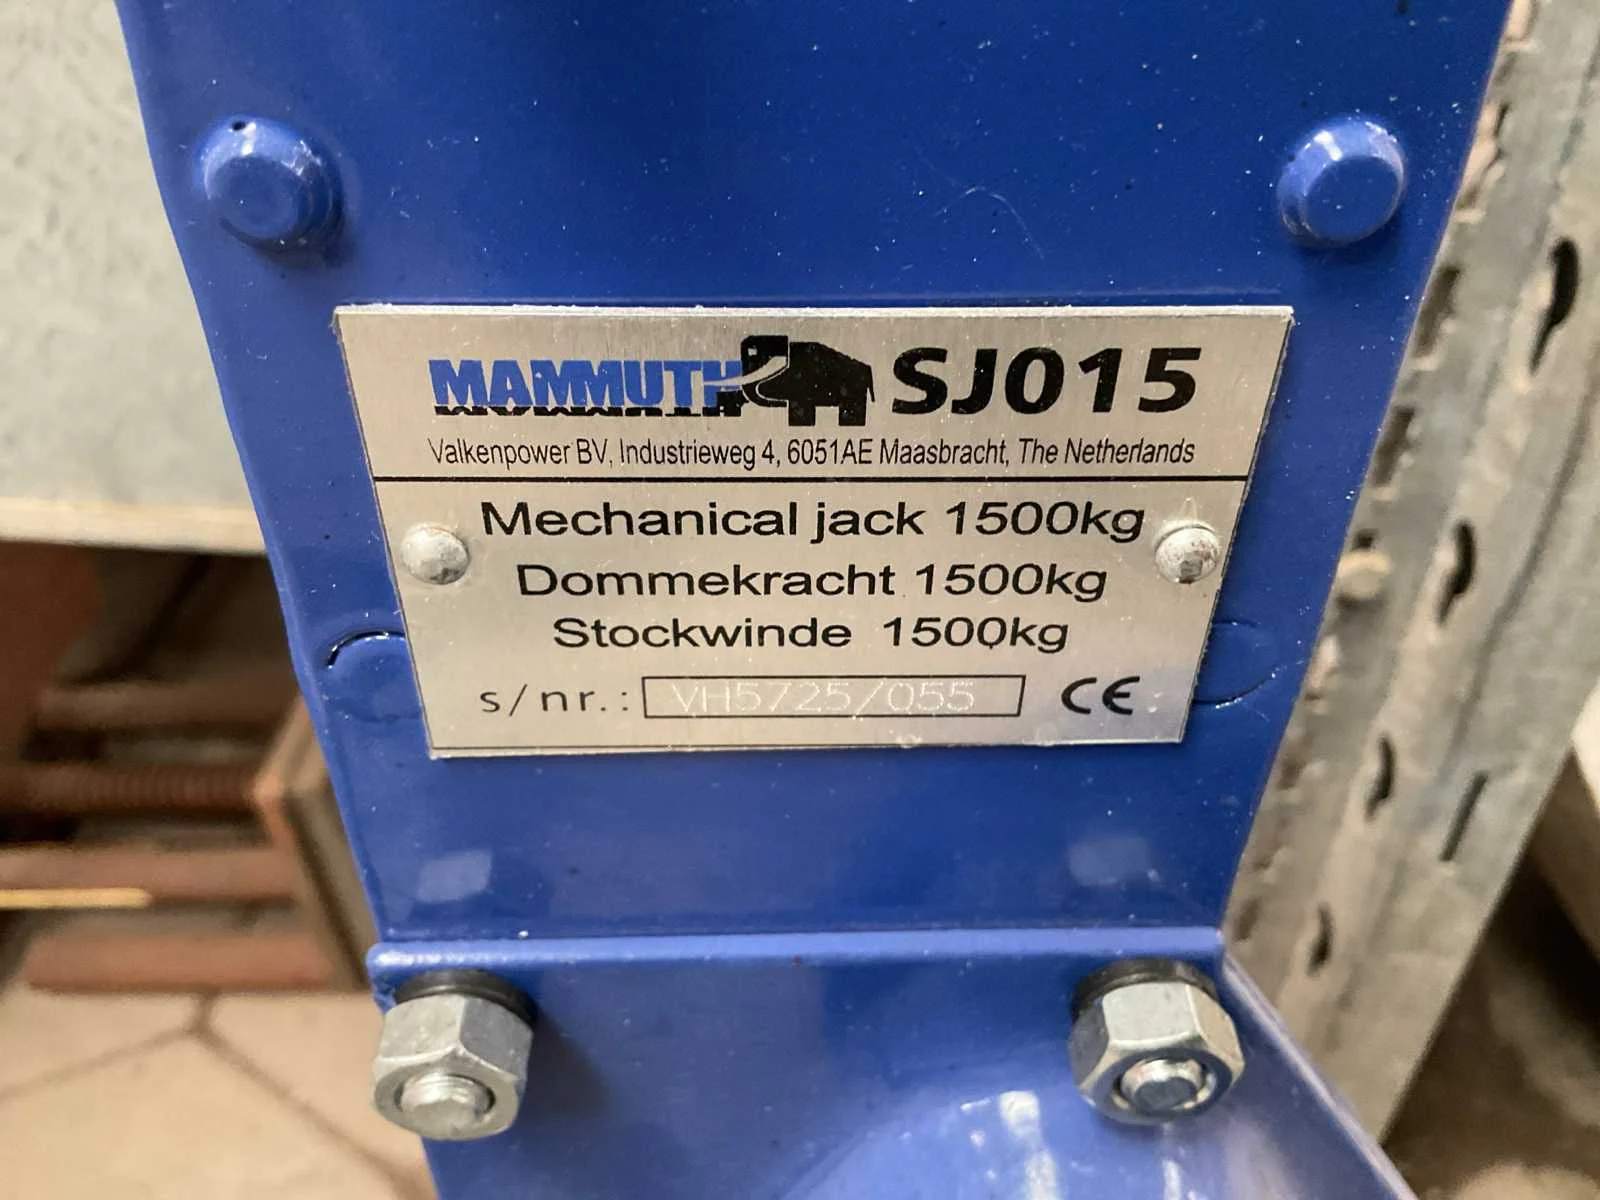 MAMMUTH SJ015
Valkenpower BV, Industrieweg 4, 6051AE Maasbracht, The Netherlands
Mechanical jack 1500kg
Dommekracht 1500kg
Stockwinde 1500kg
s/nr.: VH5725/055 CE